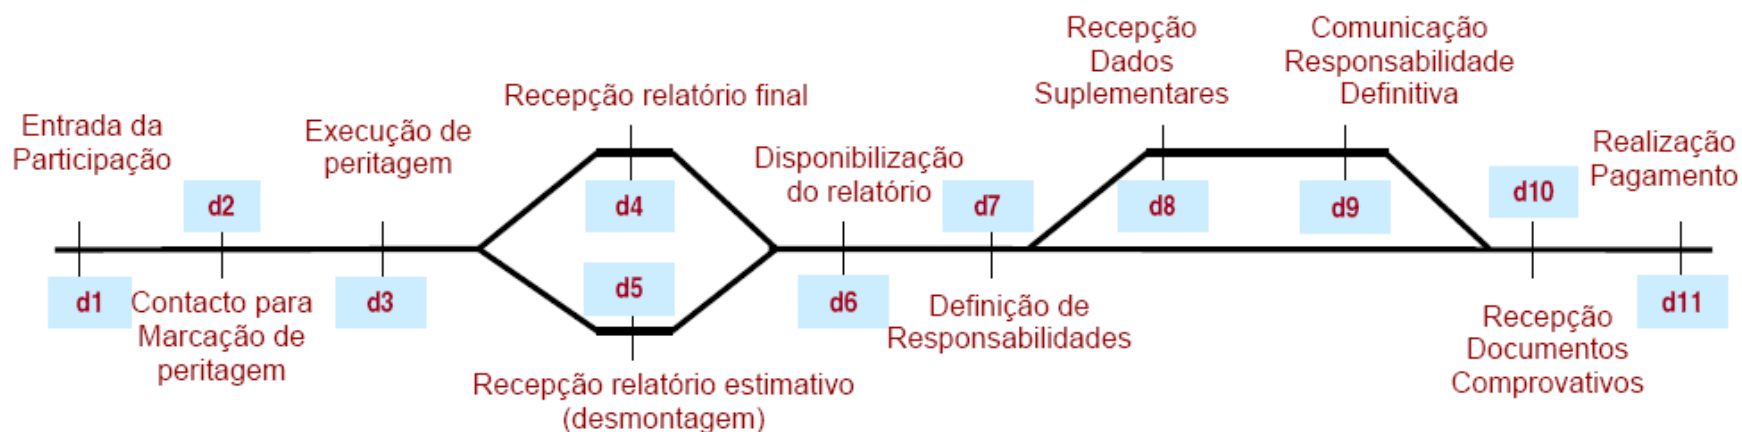 Entrada da
Participação
d1
d2
Contacto para
Marcação de
peritagem
Execução de
peritagem
d3
Recepção relatório final
d4
d5
Recepção relatório estimativo
(desmontagem)
Disponibilização
do relatório
d6
d7
Definição de
Responsabilidades
Recepção
Dados
Suplementares
d8
Comunicação
Responsabilidade
Definitiva
d9
d10
Recepção
Documentos
Comprovativos
Realização
Pagamento
d11